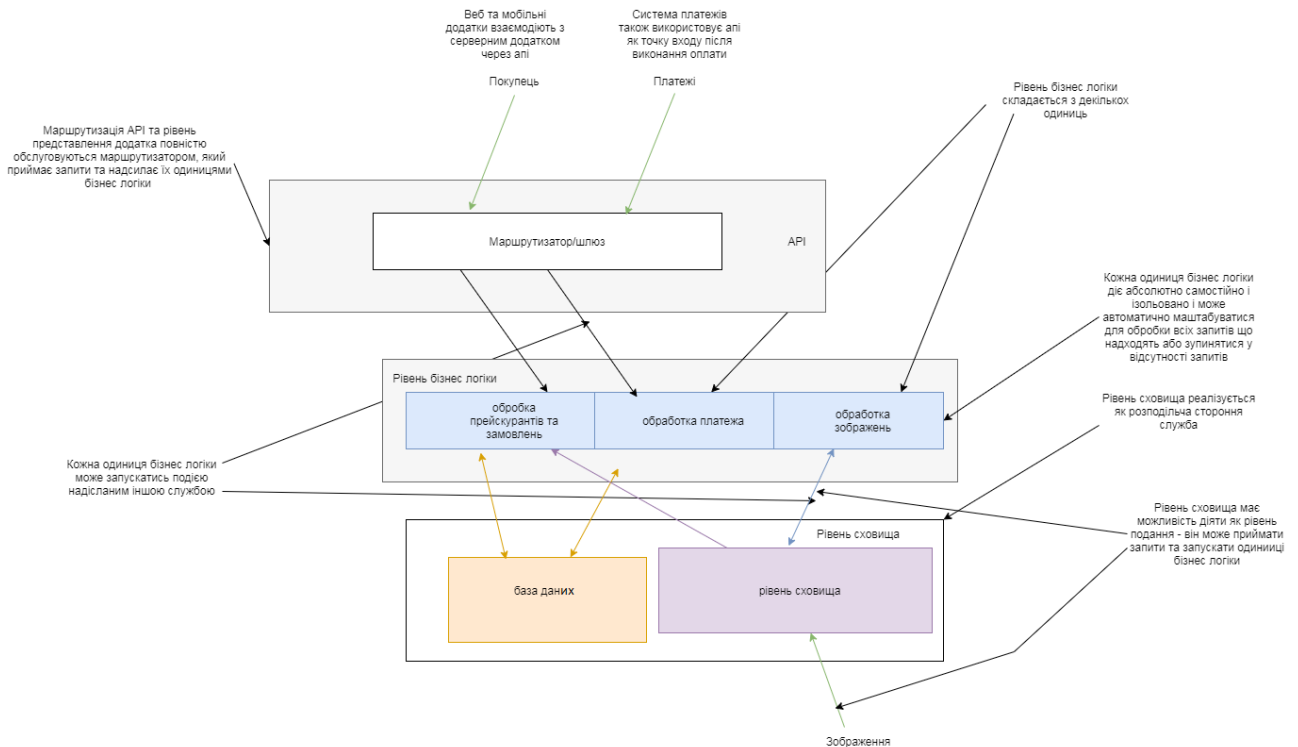 Веб та мобільні
додатки взаємодіють з
серверним додатком
через апі
Система платежів
також використовує апі
як точку входу після
виконання оплати
Покупець
Платежі
Рівень бізнес логіки
складається з декількох
одиниць
Маршрутизація API та рівень
представлення додатка повністю
обслуговуються маршрутизатором, який
приймає запити та надсилає їх одиницями
бізнес логіки
Маршрутизатор/шлюз
API
Кожна одиниця бізнес логіки
діє абсолютно самостійно і
ізольовано і може
автоматично маштабуватися
для обробки всіх запитів що
надходять або зупинятися у
відсутності запитів
Рівень бізнес логіки
обробка
прейскурантів та
замовлень
обработка платежа
обработка
зображень
Рівень сховища реалізується
як розподільча стороння
служба
Кожна одиниця бізнес логіки
може запускатись подією
надісланим іншою службою
Рівень сховища
база даних
рівень сховища
Рівень сховища має
можливість діяти як рівень
подання - він може приймати
запити та запускати одинииці
бізнес логіки
Зображення